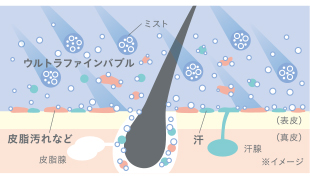 ミスト
ウルトラファインバブル
皮脂汚れなど
汗
(表皮)
(真皮)
皮脂腺
汗腺
※イメージ